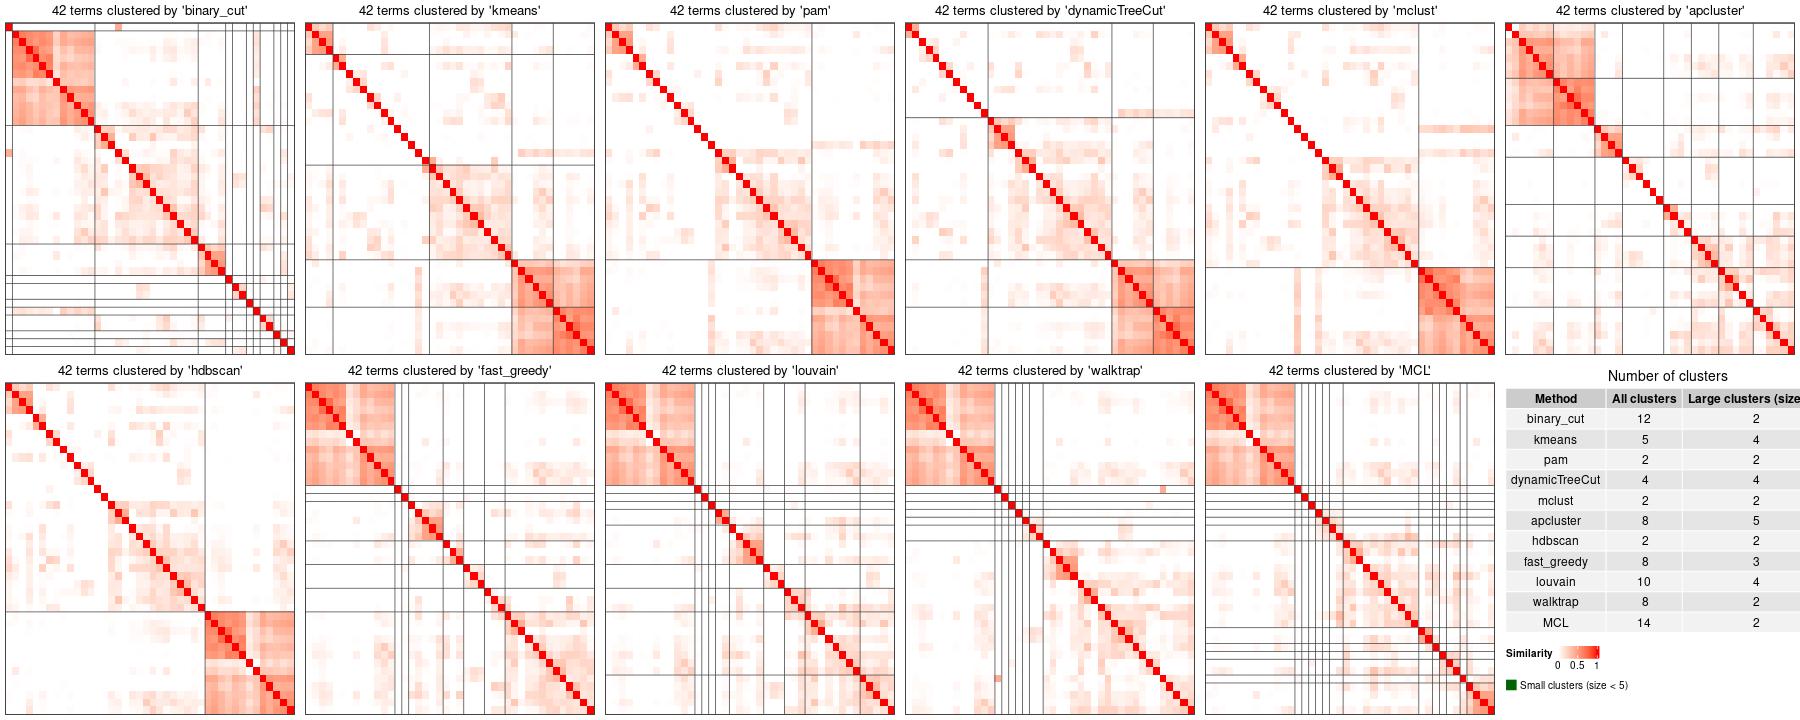 42 terms clustered by 'binary_cut'
42 terms clustered by 'kmeans'
42 terms clustered by 'pam'
42 terms clustered by 'dynamicTreeCut'
42 terms clustered by 'mclust'
42 terms clustered by 'apcluster'
42 terms clustered by 'hdbscan'
42 terms clustered by 'fast_greedy'
42 terms clustered by 'louvain'
42 terms clustered by 'walktrap'
42 terms clustered by 'MCL'
Number of clusters
Method All clusters Large clusters (size
binary_cut 12 2
kmeans 5 4
pam 2 2
dynamicTreeCut 4 4
mclust 2 2
apcluster 8 5
hdbscan 2 2
fast_greedy 8 3
louvain 10 4
walktrap 8 2
MCL 14 2
Similarity
0 0.5 1
Small clusters (size < 5)